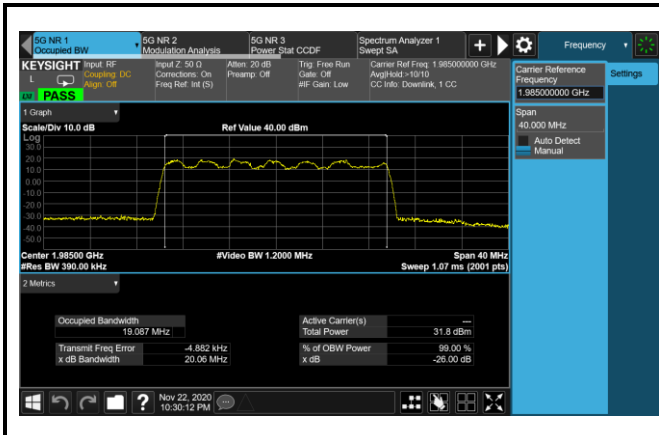 5G NR 1
Occupied BW
5G NR 2
Modulation Analysis
5G NR 3
Power Stat CCDF
Spectrum Analyzer 1
Swept SA
Frequency
KEYSIGHT
L
PASS
Input: RF
Coupling: DC
Align: Off
Input Z: 50 Ω
Corrections: On
Freq Ref: Int (S)
Atten: 20 dB
Preamp: Off
Trig: Free Run
Gate: Off
#IF Gain: Low
Carrier Ref Freq: 1.985000000 GHz
Avg|Hold:>10/10
CC Info: Downlink, 1 CC
Carrier Reference
Frequency
1.985000000 GHz
Settings
Span
40.000 MHz
Auto Detect
Manual
1 Graph
Scale/Div 10.0 dB
Ref Value 40.00 dBm
Log
30.0
20.0
10.0
0.00
-10.0
-20.0
-30.0
-40.0
-50.0
Center 1.98500 GHz
#Video BW 1.2000 MHz
Span 40 MHz
#Res BW 390.00 kHz
Sweep 1.07 ms (2001 pts)
2 Metrics
Occupied Bandwidth
19.087 MHz
Active Carrier(s)
---
Total Power 31.8 dBm
Transmit Freq Error -4.882 kHz
% of OBW Power 99.00 %
x dB Bandwidth 20.06 MHz
x dB -26.00 dB
?
Nov 22, 2020
10:30:12 PM